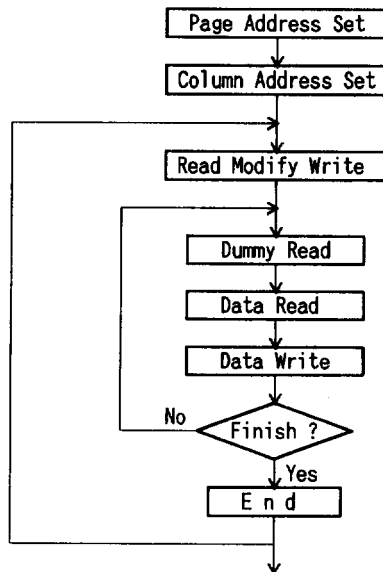 Page Address Set
Column Address Set
Read Modify Write
Dummy Read
Data Read
Data Write
No
Finish ?
Yes
E n d